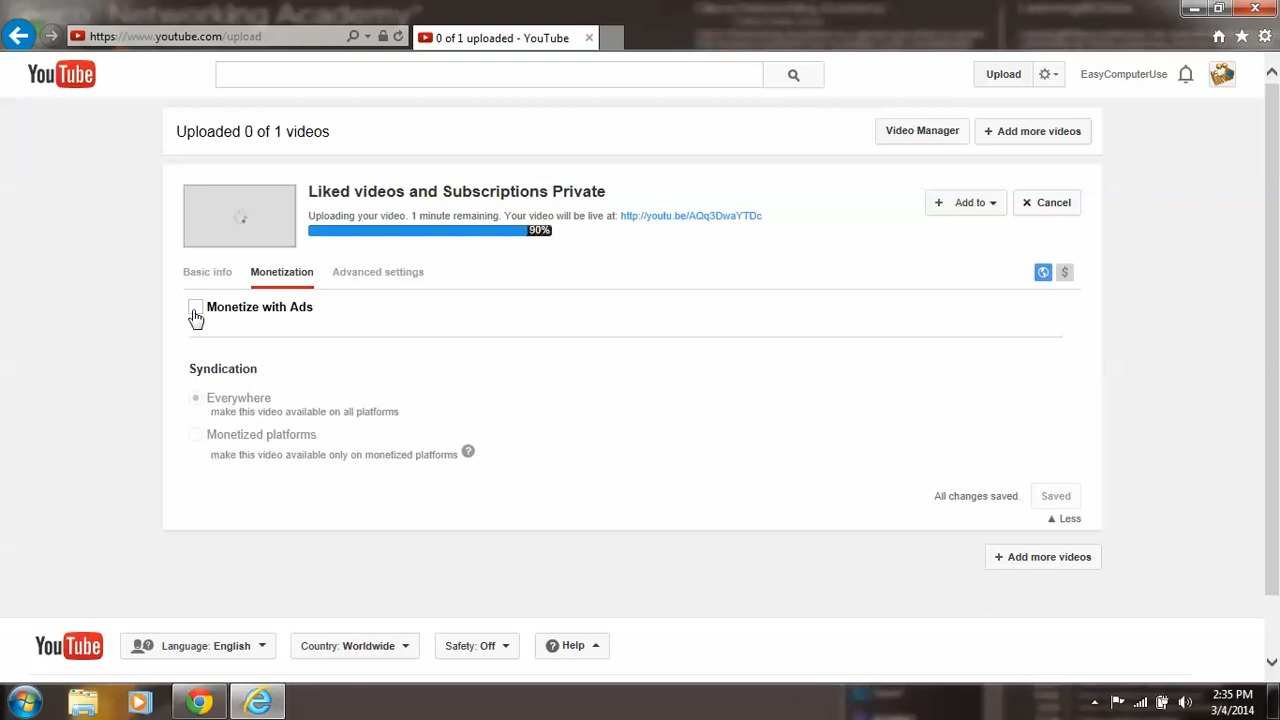 https://www.youtube.com/upload
0 of 1 uploaded - YouTube
YouTube
Upload
EasyComputerUse
Uploaded 0 of 1 videos
Video Manager
+ Add more videos
Liked videos and Subscriptions Private
Uploading your video. 1 minute remaining. Your video will be live at: http://youtu.be/AQq3DwaYTDc
90%
+ Add to
× Cancel
Basic info
Monetization
Advanced settings
$
Monetize with Ads
Syndication
Everywhere
make this video available on all platforms
Monetized platforms
make this video available only on monetized platforms ?
All changes saved.
Saved
▲ Less
+ Add more videos
YouTube
Language: English
Country: Worldwide
Safety: Off
? Help
2:35 PM
3/4/2014